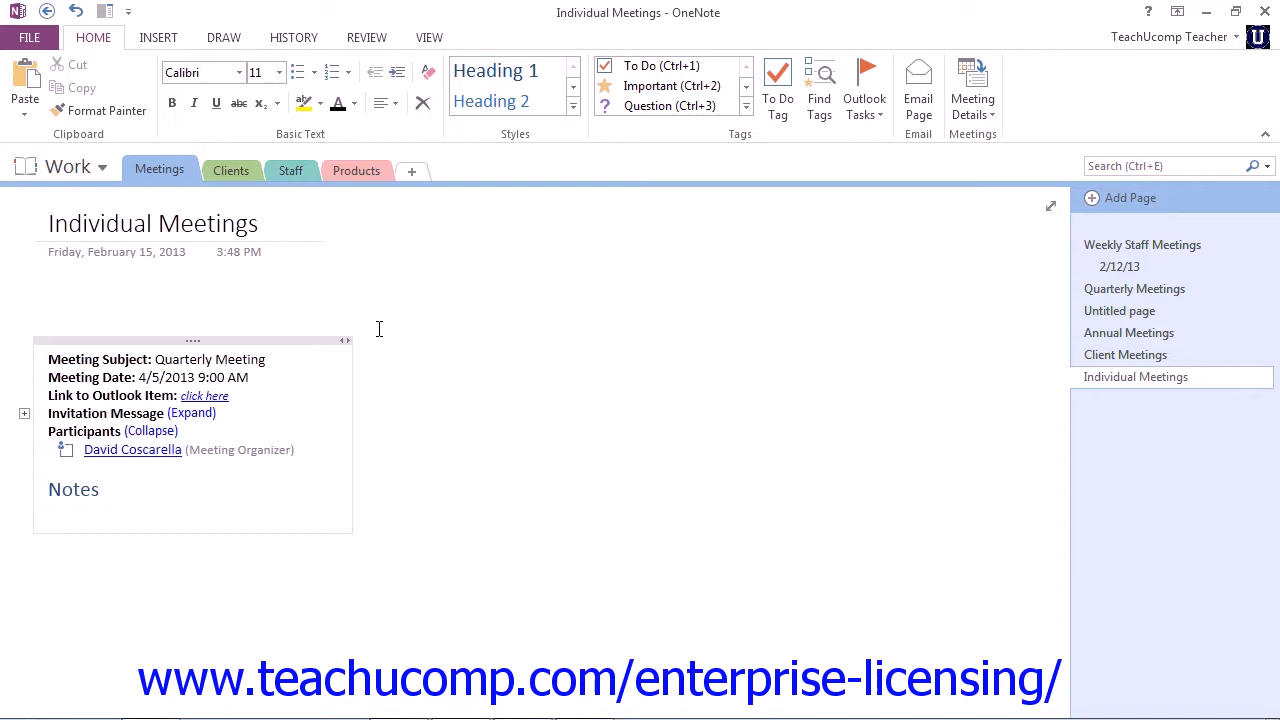 Individual Meetings - OneNote
?
FILE HOME INSERT DRAW HISTORY REVIEW VIEW
TeachUcomp Teacher U
Paste
Cut
Copy
Format Painter
Clipboard
Calibri 11
B I U abc x₂ ab A
Basic Text
Heading 1
Heading 2
Styles
To Do (Ctrl+1)
Important (Ctrl+2)
? Question (Ctrl+3)
To Do
Tag
Find
Tags
Outlook
Tasks
Tags
Email
Page
Email
Meeting
Details
Meetings
Work Meetings Clients Staff Products +
Search (Ctrl+E)
Individual Meetings
Friday, February 15, 2013 3:48 PM
Meeting Subject: Quarterly Meeting
Meeting Date: 4/5/2013 9:00 AM
Link to Outlook Item: click here
Invitation Message (Expand)
Participants (Collapse)
David Coscarella (Meeting Organizer)
Notes
Add Page
Weekly Staff Meetings
2/12/13
Quarterly Meetings
Untitled page
Annual Meetings
Client Meetings
Individual Meetings
www.teachucomp.com/enterprise-licensing/